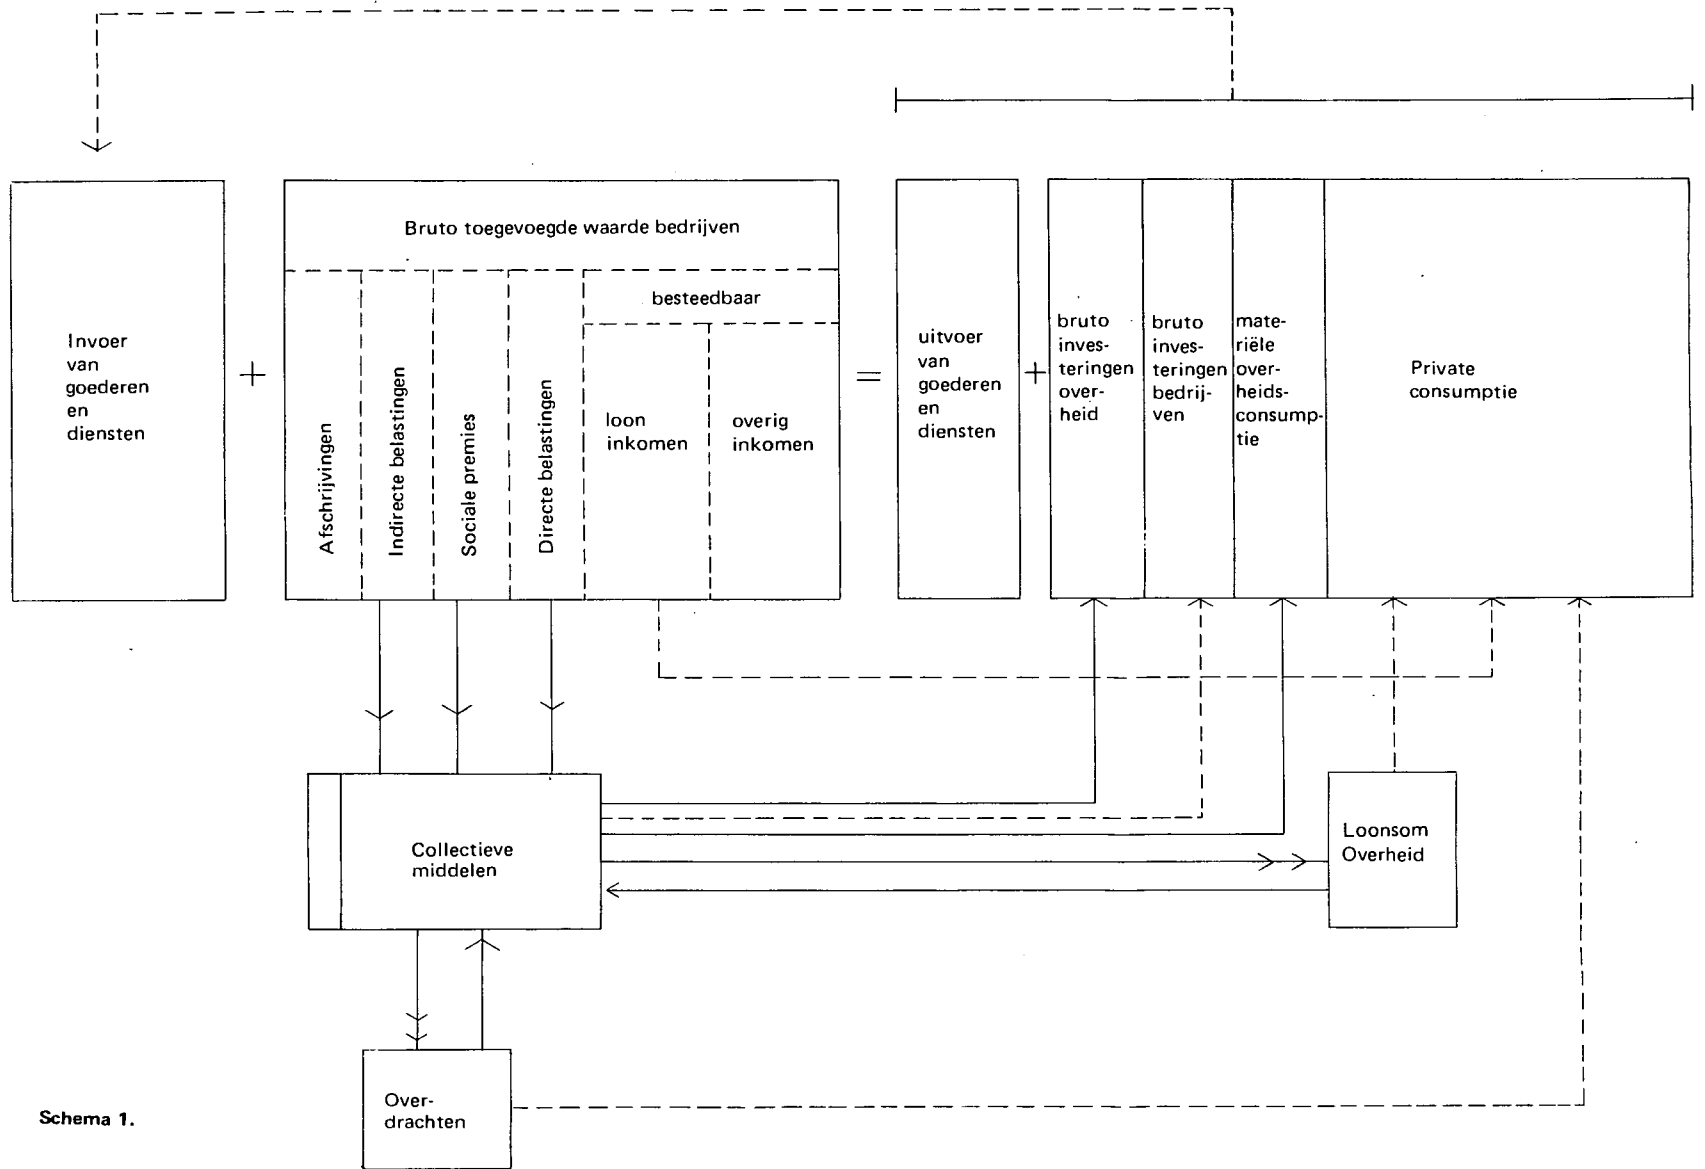 Invoer
van
goederen
en
diensten
+
Bruto toegevoegde waarde bedrijven
Afschrijvingen
Indirecte belastingen
Sociale premies
Directe belastingen
besteedbaar
loon
inkomen
overig
inkomen
=
uitvoer
van
goederen
en
diensten
+
bruto
inves-
teringen
over-
heid
bruto
inves-
teringen
bedrij-
ven
mate-
riële
over-
heids-
consump-
tie
Private
consumptie
Collectieve
middelen
Loonsom
Overheid
Over-
drachten
Schema 1.